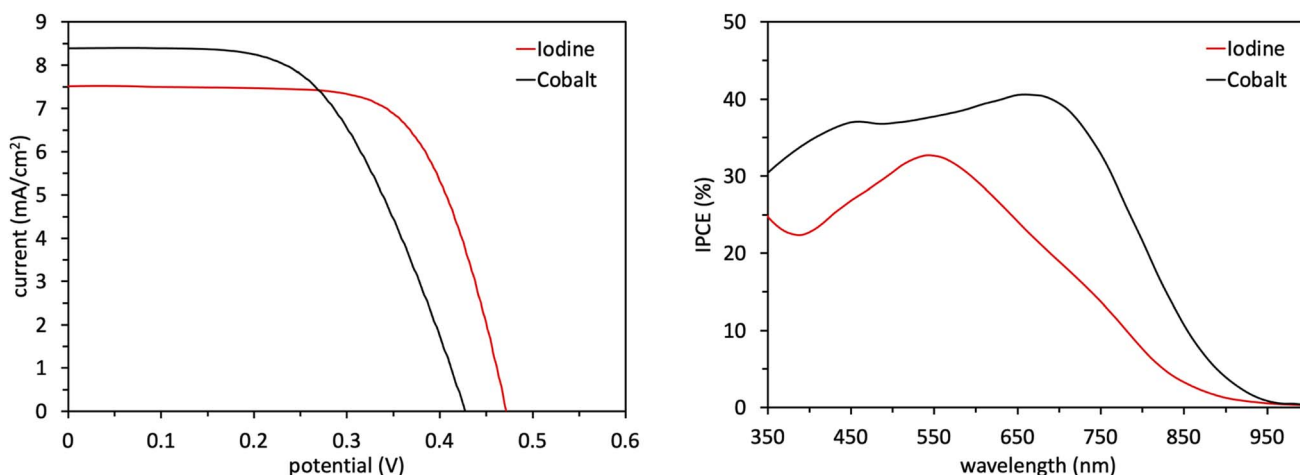 9
8
7
6
5
4
3
2
1
0
current (mA/cm²)
Iodine
Cobalt
0 0.1 0.2 0.3 0.4 0.5 0.6
potential (V)
50
40
30
20
10
0
IPCE (%)
Iodine
Cobalt
350 450 550 650 750 850 950
wavelength (nm)